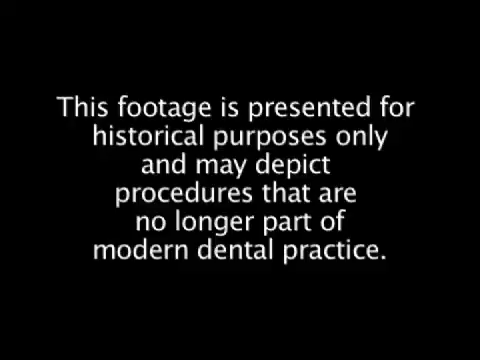 This footage is presented for
historical purposes only
and may depict
procedures that are
no longer part of
modern dental practice.